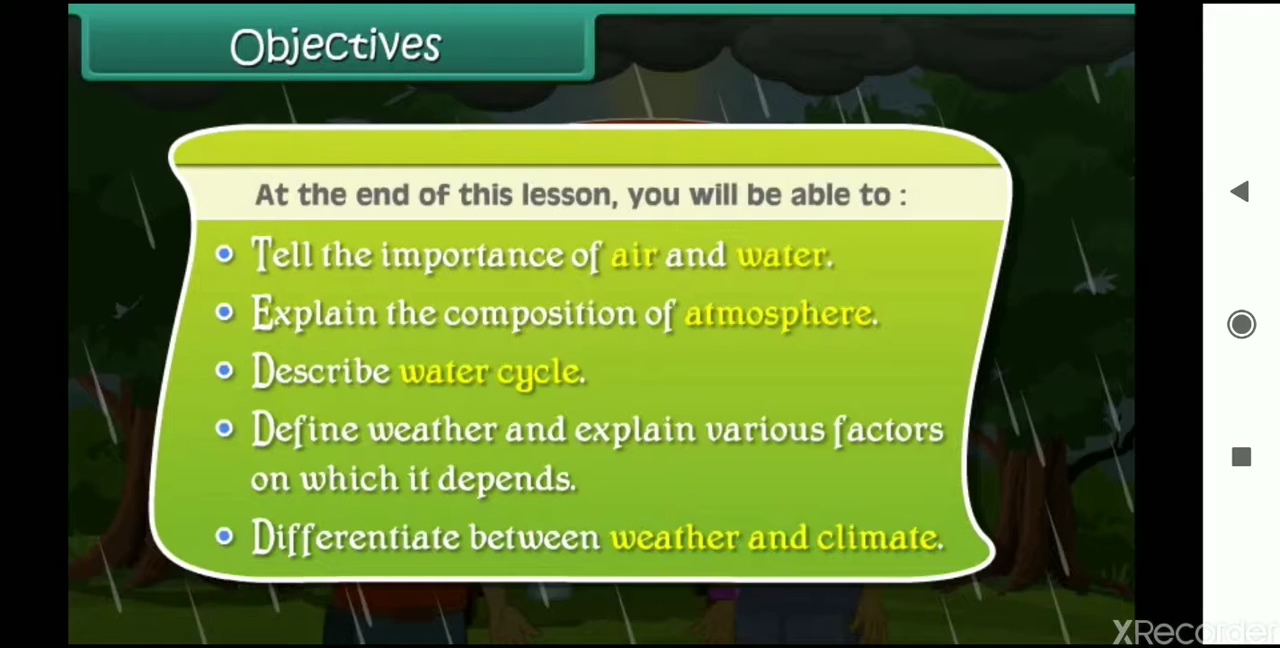 Objectives
At the end of this lesson, you will be able to :
Tell the importance of air and water.
Explain the composition of atmosphere.
Describe water cycle.
Define weather and explain various factors
on which it depends.
Differentiate between weather and climate.
XRecorder